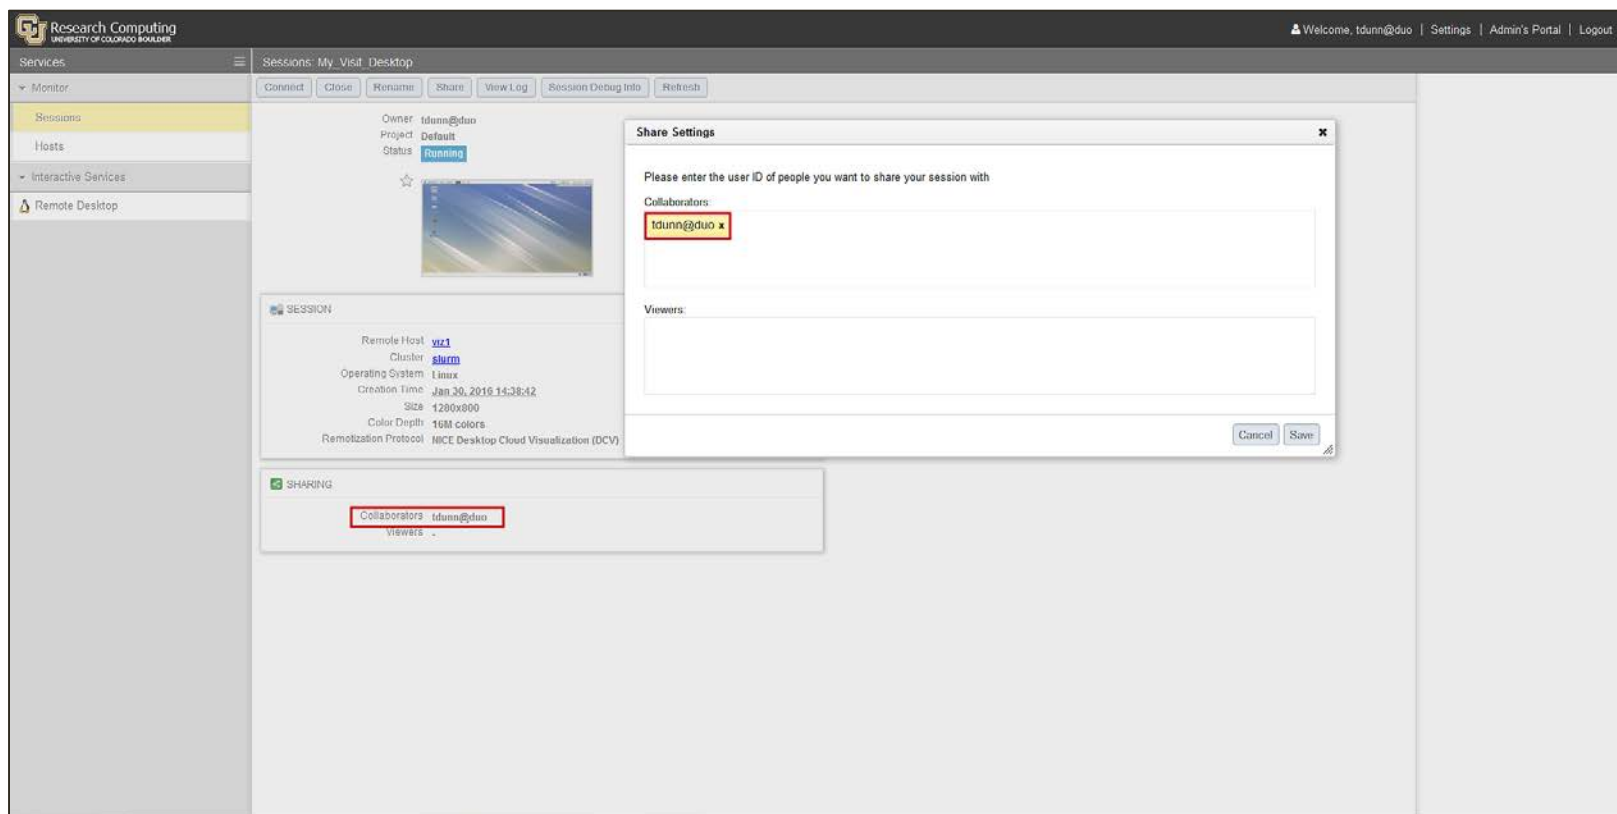 Research Computing
UNIVERSITY OF COLORADO BOULDER
Welcome, tdunn@duo | Settings | Admin's Portal | Logout
Services
Sessions: My_Visit_Desktop
Monitor
Sessions
Hosts
Interactive Services
Remote Desktop
Connect Close Rename Share View Log Session Debug Info Refresh
Owner tdunn@duo
Project Default
Status Running
SESSION
Remote Host viz1
Cluster slurm
Operating System Linux
Creation Time Jan 30, 2016 14:38:42
Size 1280x800
Color Depth 16M colors
Remotization Protocol NICE Desktop Cloud Visualization (DCV)
SHARING
Collaborators tdunn@duo
Viewers -
Share Settings x
Please enter the user ID of people you want to share your session with
Collaborators:
tdunn@duo x
Viewers:
Cancel Save